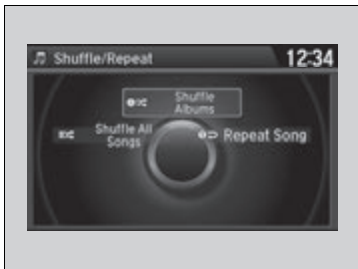 Shuffle/Repeat 12:34
Shuffle
Albums
Shuffle All
Songs
Repeat Song